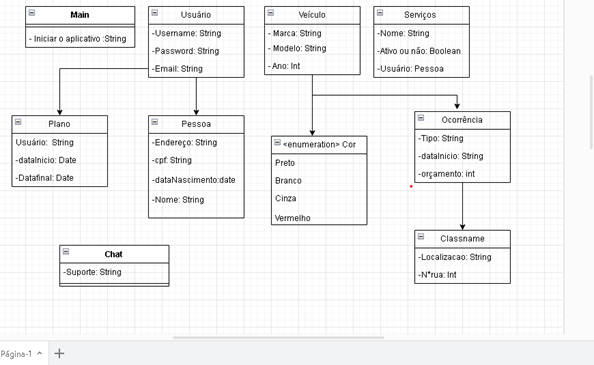 Main
- Iniciar o aplicativo :String
Usuário
-Username: String
-Password: String
-Email: String
Veículo
- Marca: String
- Modelo: String
- Ano: Int
Serviços
-Nome: String
-Ativo ou não: Boolean
-Usuário: Pessoa
Plano
Usuário: String
-dataInicio: Date
-Datafinal: Date
Pessoa
-Endereço: String
-cpf: String
-dataNascimento:date
-Nome: String
<enumeration> Cor
Preto
Branco
Cinza
Vermelho
Ocorrência
-Tipo: String
-dataInicio: String
-orçamento: int
Classname
-Localizacao: String
-N°rua: Int
Chat
-Suporte: String
Página-1